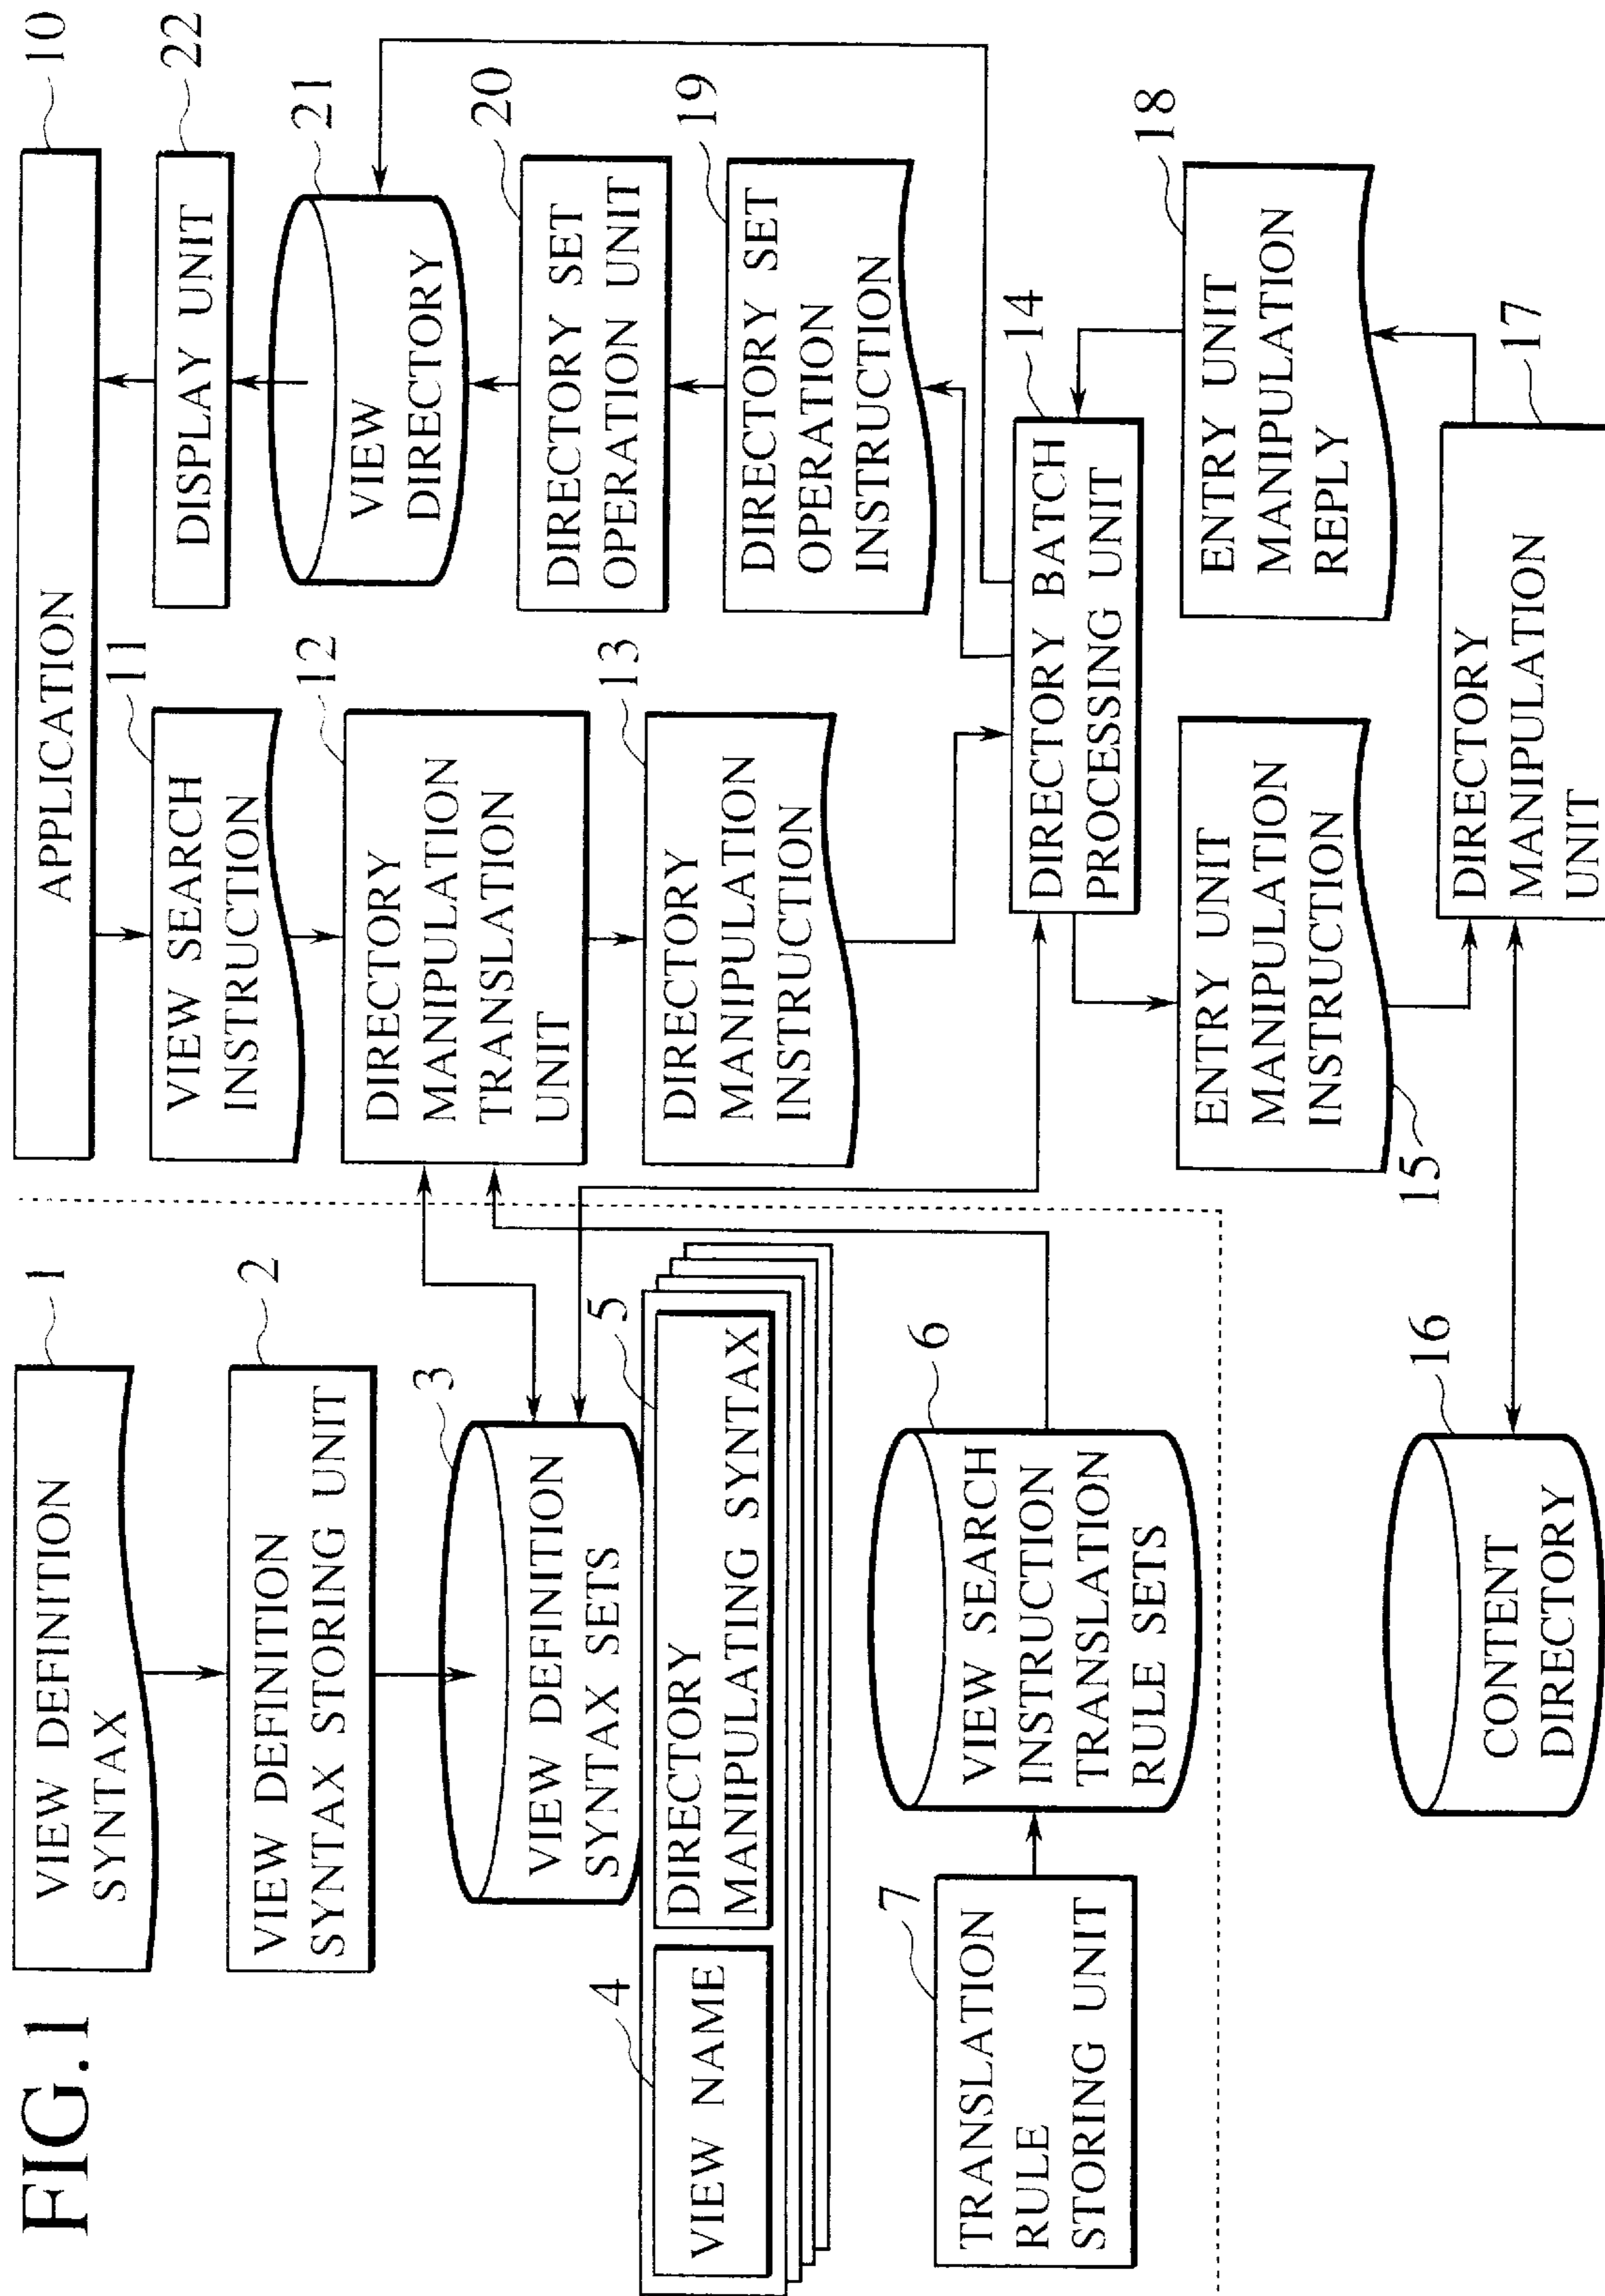 FIG.1
1
VIEW DEFINITION
SYNTAX
2
VIEW DEFINITION
SYNTAX STORING UNIT
3
VIEW DEFINITION
SYNTAX SETS
4
VIEW NAME
5
DIRECTORY
MANIPULATING SYNTAX
6
VIEW SEARCH
INSTRUCTION
TRANSLATION
RULE SETS
7
TRANSLATION
RULE
STORING UNIT
10
APPLICATION
11
VIEW SEARCH
INSTRUCTION
12
DIRECTORY
MANIPULATION
TRANSLATION
UNIT
13
DIRECTORY
MANIPULATION
INSTRUCTION
14
DIRECTORY BATCH
PROCESSING UNIT
ENTRY UNIT
MANIPULATION
INSTRUCTION
15
16
CONTENT
DIRECTORY
17
DIRECTORY
MANIPULATION
UNIT
18
ENTRY UNIT
MANIPULATION
REPLY
19
DIRECTORY SET
OPERATION
INSTRUCTION
20
DIRECTORY SET
OPERATION UNIT
21
VIEW
DIRECTORY
22
DISPLAY UNIT